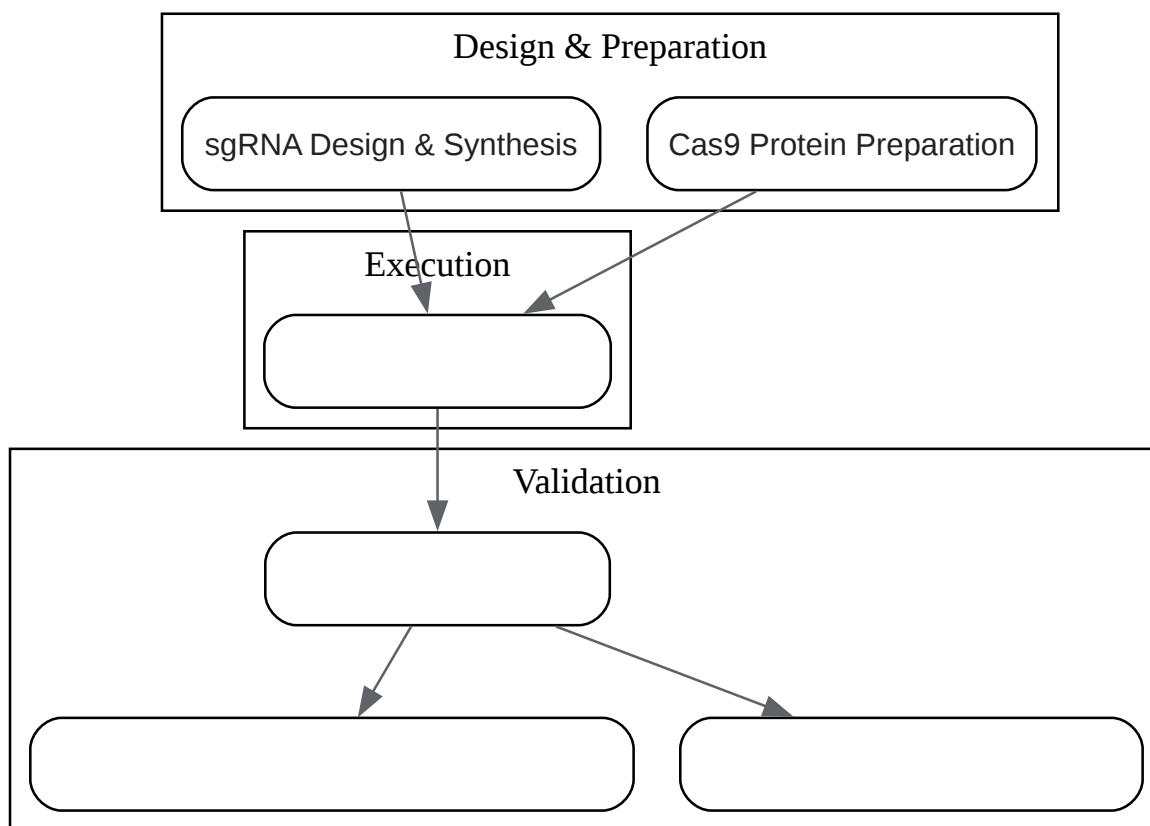 Design & Preparation
sgRNA Design & Synthesis
Cas9 Protein Preparation
Execution
Validation